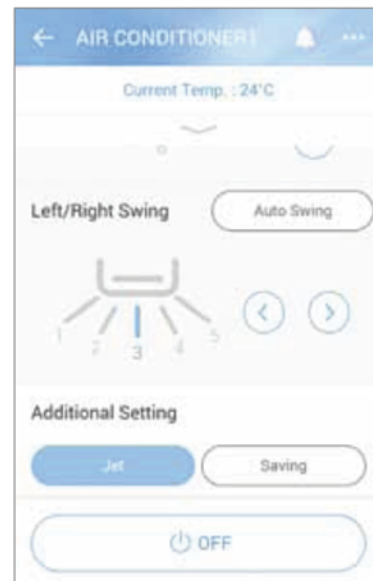 AIR CONDITIONER1
Current Temp. : 24°C
Left/Right Swing
Auto Swing
1 2 3 4 5
Additional Setting
Jet
Saving
OFF